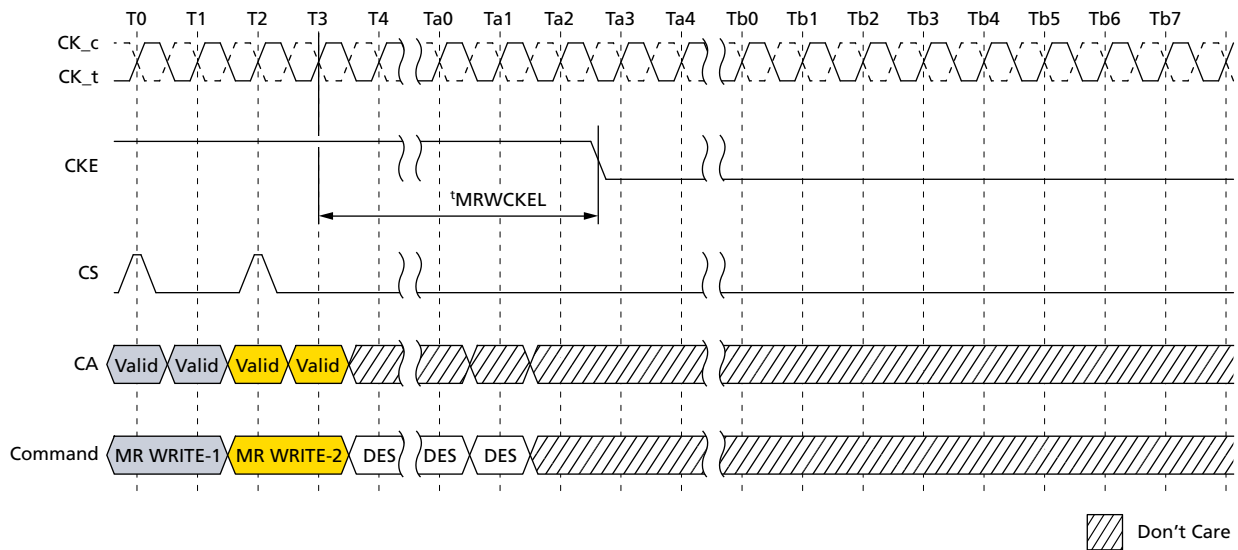 T0 T1 T2 T3 T4 Ta0 Ta1 Ta2 Ta3 Ta4 Tb0 Tb1 Tb2 Tb3 Tb4 Tb5 Tb6 Tb7
CK_c
CK_t
CKE
tMRWCKEL
CS
CA Valid Valid Valid Valid
Command MR WRITE-1 MR WRITE-2 DES DES DES
Don't Care